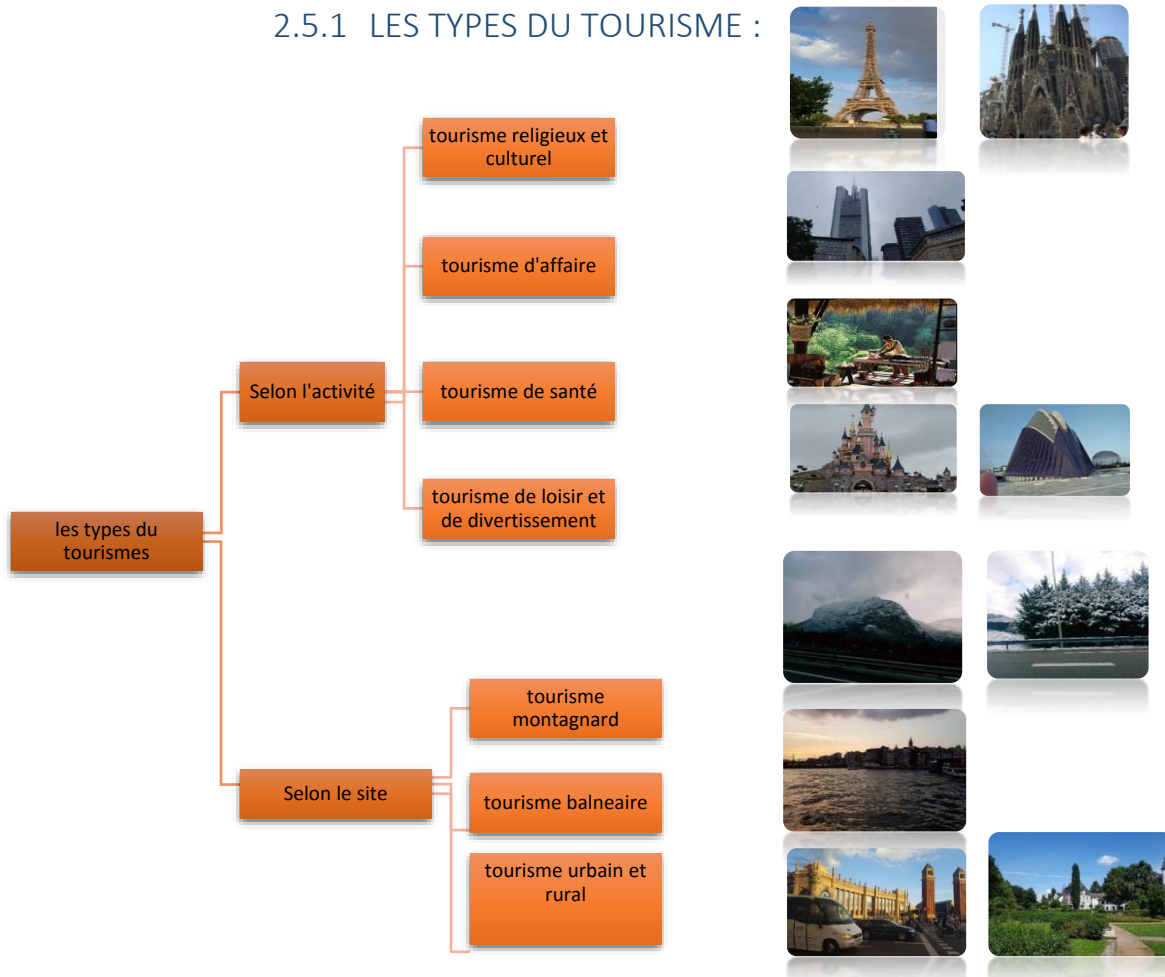 2.5.1 LES TYPES DU TOURISME :
tourisme religieux et
culturel
tourisme d'affaire
Selon l'activité
tourisme de santé
tourisme de loisir et
de divertissement
les types du
tourismes
tourisme
montagnard
Selon le site
tourisme balneaire
tourisme urbain et
rural